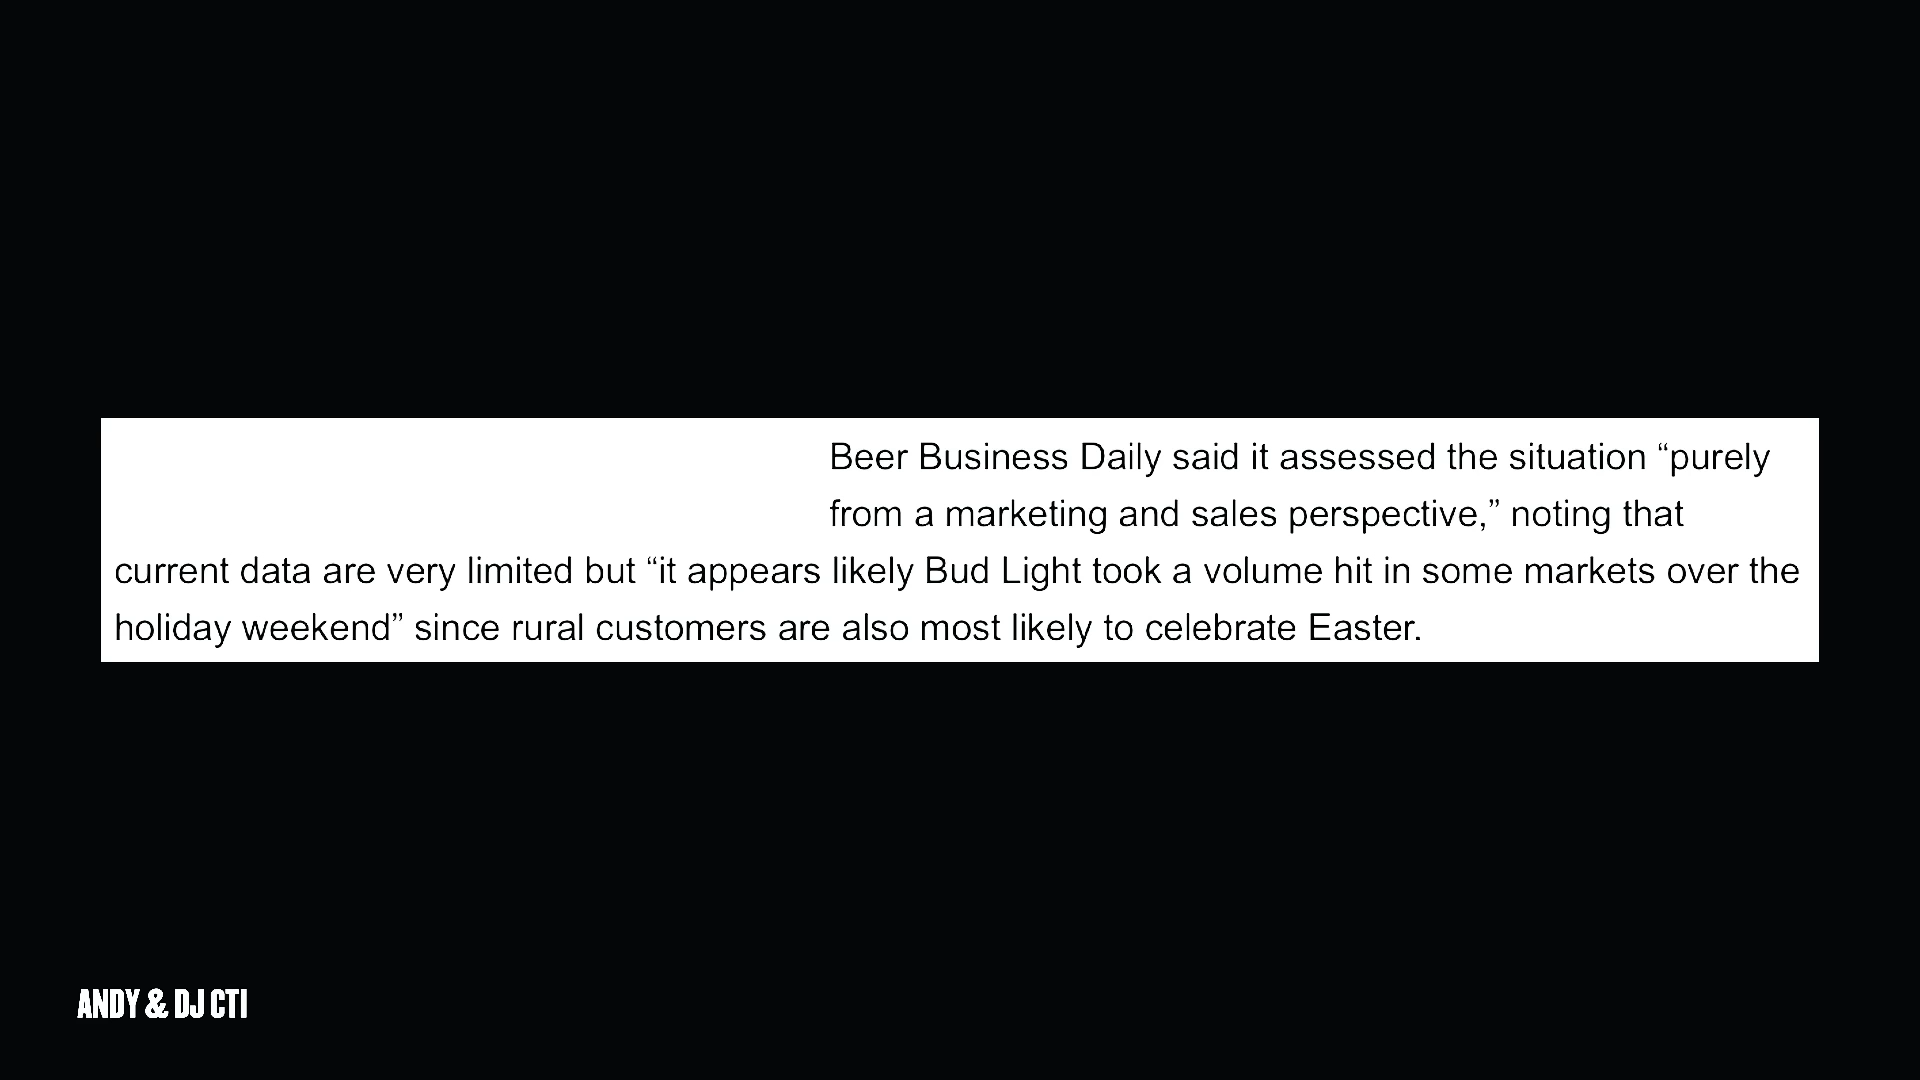 Beer Business Daily said it assessed the situation “purely
from a marketing and sales perspective,” noting that
current data are very limited but “it appears likely Bud Light took a volume hit in some markets over the
holiday weekend” since rural customers are also most likely to celebrate Easter.
ANDY & DJ CTI